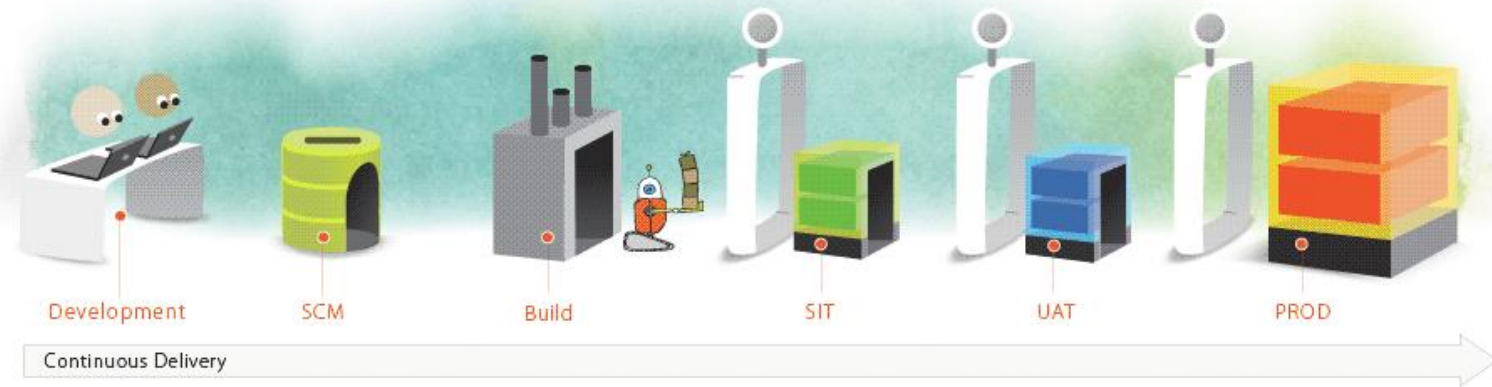 Development
SCM
Build
SIT
UAT
PROD
Continuous Delivery